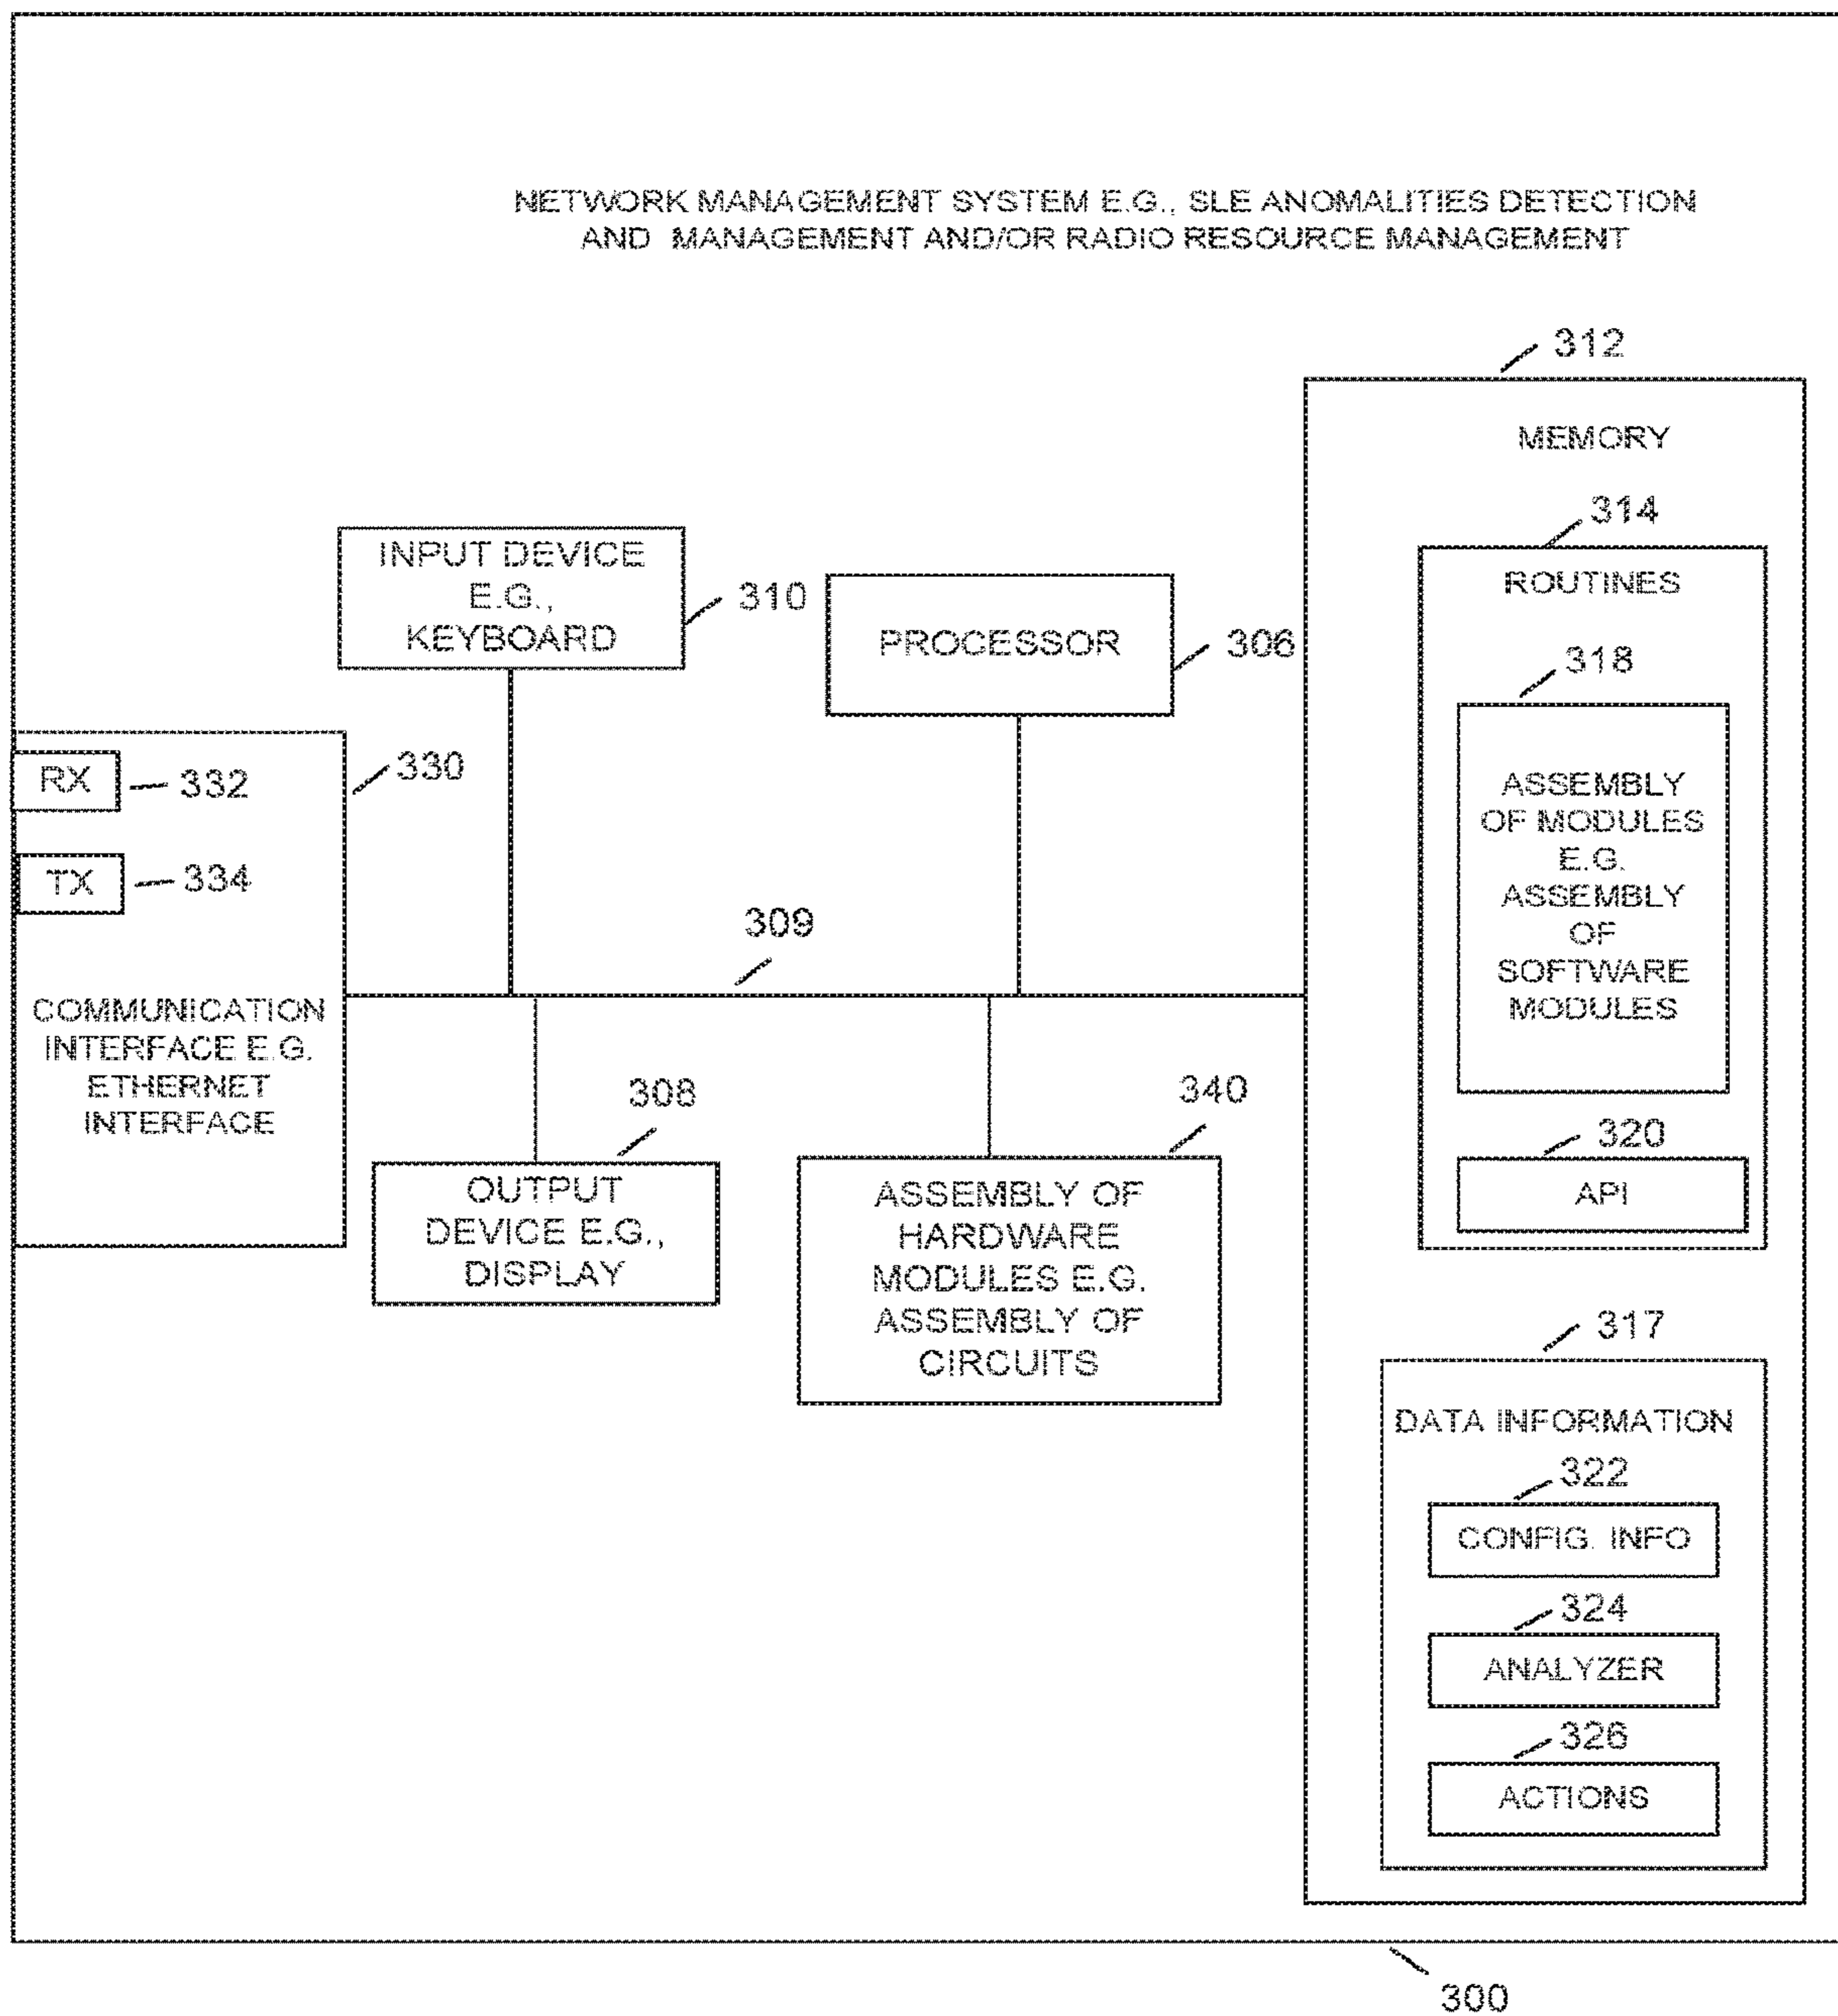 NETWORK MANAGEMENT SYSTEM E.G., SLE ANOMALITIES DETECTION
AND MANAGEMENT AND/OR RADIO RESOURCE MANAGEMENT
312
MEMORY
314
ROUTINES
318
ASSEMBLY
OF MODULES
E.G.
ASSEMBLY
OF
SOFTWARE
MODULES
320
API
317
DATA INFORMATION
322
CONFIG. INFO
324
ANALYZER
326
ACTIONS
INPUT DEVICE
E.G.,
KEYBOARD
310
PROCESSOR
306
RX
332
330
TX
334
COMMUNICATION
INTERFACE E.G.
ETHERNET
INTERFACE
309
308
OUTPUT
DEVICE E.G.,
DISPLAY
340
ASSEMBLY OF
HARDWARE
MODULES E.G.
ASSEMBLY OF
CIRCUITS
300